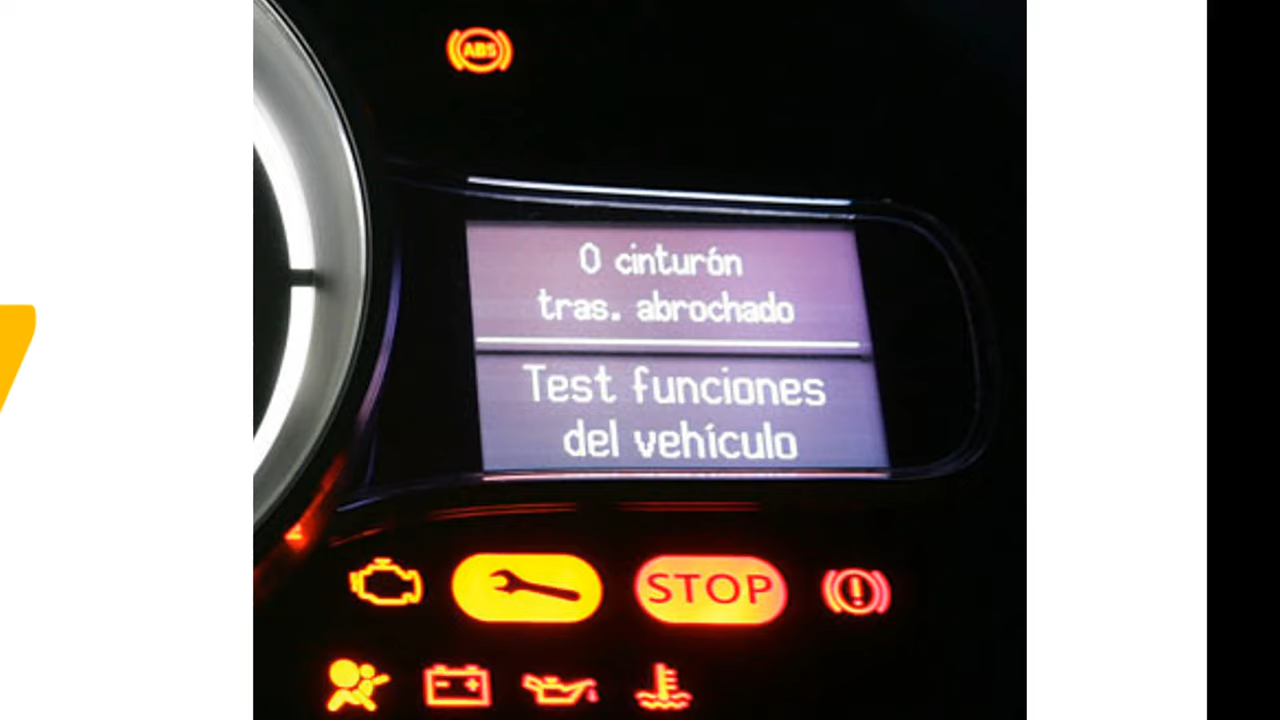 ABS
0 cinturón
tras. abrochado
Test funciones
del vehículo
STOP